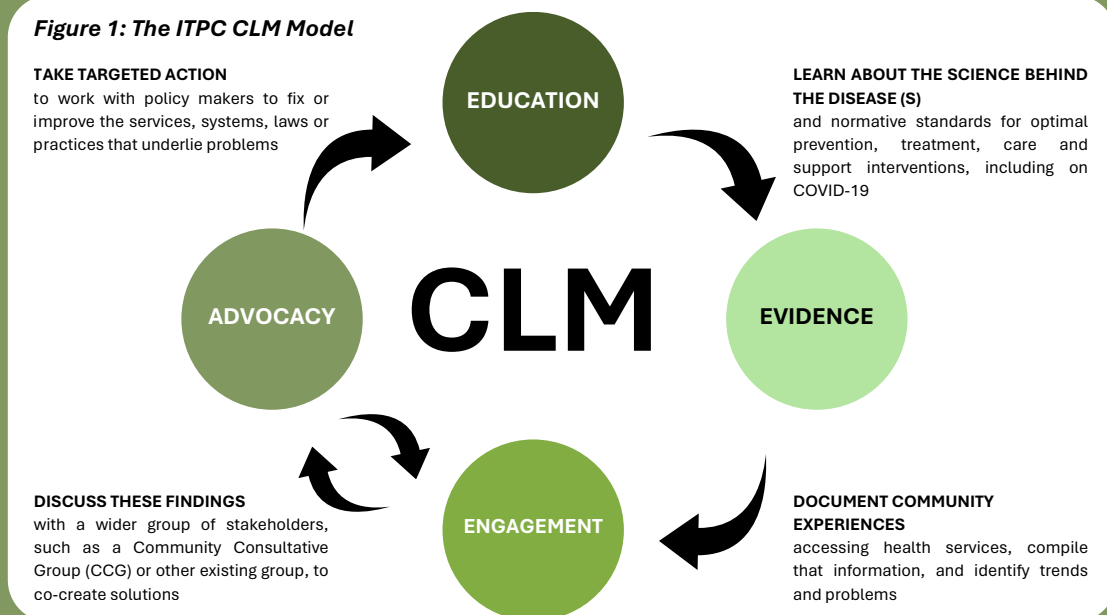 Figure 1: The ITPC CLM Model
TAKE TARGETED ACTION
to work with policy makers to fix or
improve the services, systems, laws or
practices that underlie problems
EDUCATION
LEARN ABOUT THE SCIENCE BEHIND
THE DISEASE (S)
and normative standards for optimal
prevention, treatment, care and
support interventions, including on
COVID-19
ADVOCACY
CLM
EVIDENCE
DISCUSS THESE FINDINGS
with a wider group of stakeholders,
such as a Community Consultative
Group (CCG) or other existing group, to
co-create solutions
ENGAGEMENT
DOCUMENT COMMUNITY
EXPERIENCES
accessing health services, compile
that information, and identify trends
and problems